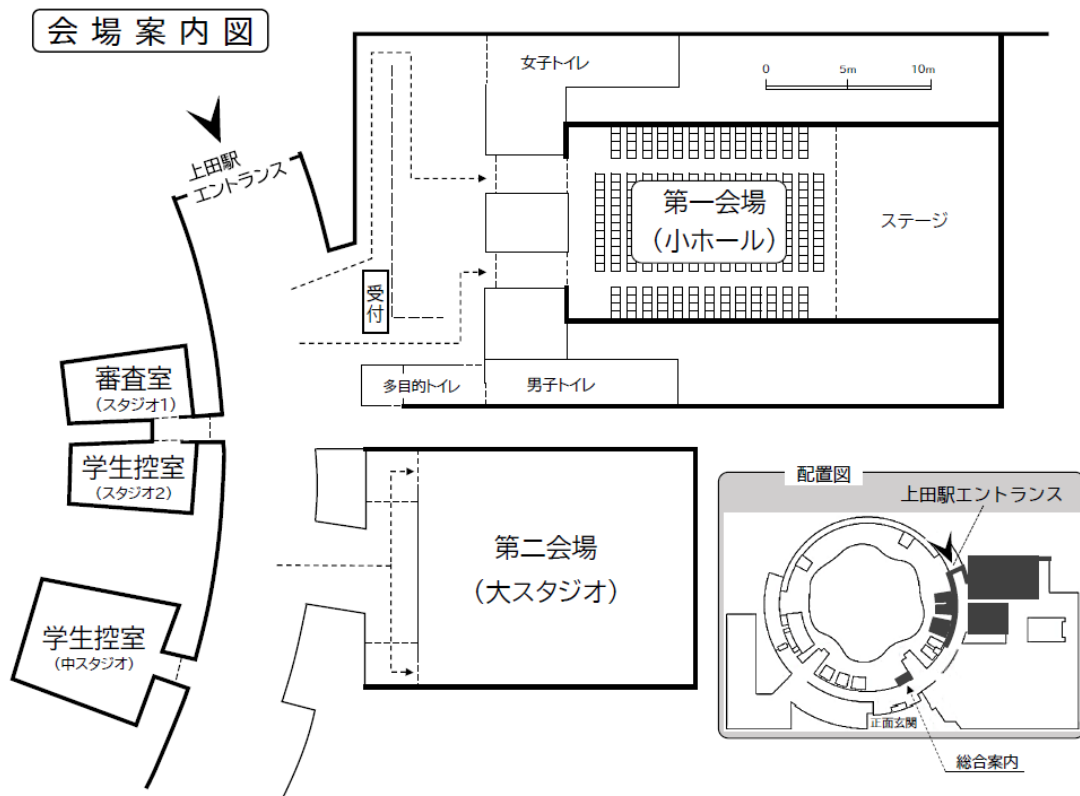 会場案内図
女子トイレ
0 5m 10m
上田駅
エントランス
第一会場
(小ホール)
ステージ
受付
審査室
(スタジオ1)
多目的トイレ
男子トイレ
学生控室
(スタジオ2)
第二会場
(大スタジオ)
学生控室
(中スタジオ)
配置図
上田駅エントランス
正面玄関
総合案内